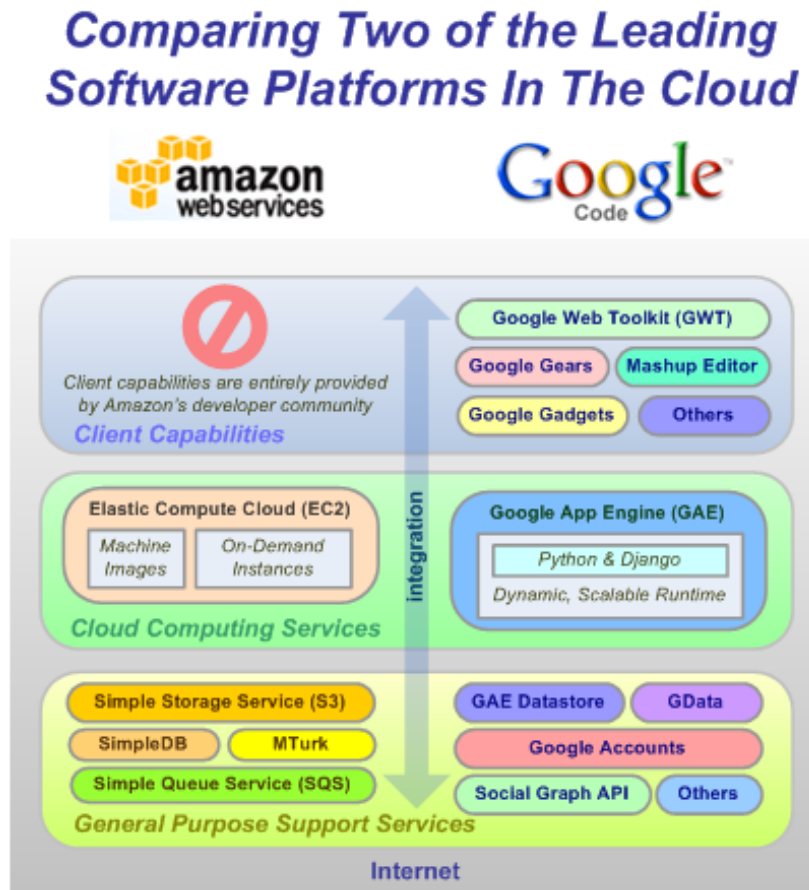 Comparing Two of the Leading
Software Platforms In The Cloud
amazon
webservices
Google™
Code
Client capabilities are entirely provided
by Amazon's developer community
Client Capabilities
Google Web Toolkit (GWT)
Google Gears
Mashup Editor
Google Gadgets
Others
integration
Elastic Compute Cloud (EC2)
Machine
Images
On-Demand
Instances
Google App Engine (GAE)
Python & Django
Dynamic, Scalable Runtime
Cloud Computing Services
Simple Storage Service (S3)
SimpleDB
MTurk
Simple Queue Service (SQS)
GAE Datastore
GData
Google Accounts
Social Graph API
Others
General Purpose Support Services
Internet